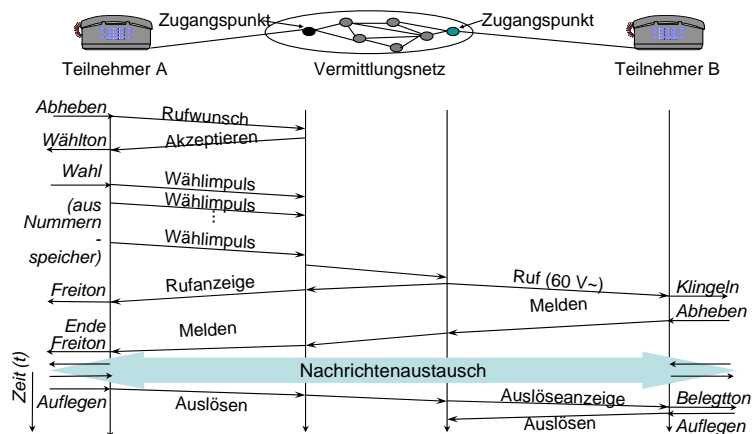 Zugangspunkt Zugangspunkt
Teilnehmer A Vermittlungsnetz Teilnehmer B
Abheben
Rufwunsch
Wählton
Akzeptieren
Wahl
Wählimpuls
(aus
Nummern
-
speicher)
Wählimpuls
...
Wählimpuls
Freiton
Rufanzeige
Ruf (60 V~)
Klingeln
Melden
Abheben
Ende
Freiton
Melden
Nachrichtenaustausch
Zeit (t)
Auflegen
Auslösen
Auslöseanzeige
Belegtton
Auslösen
Auflegen